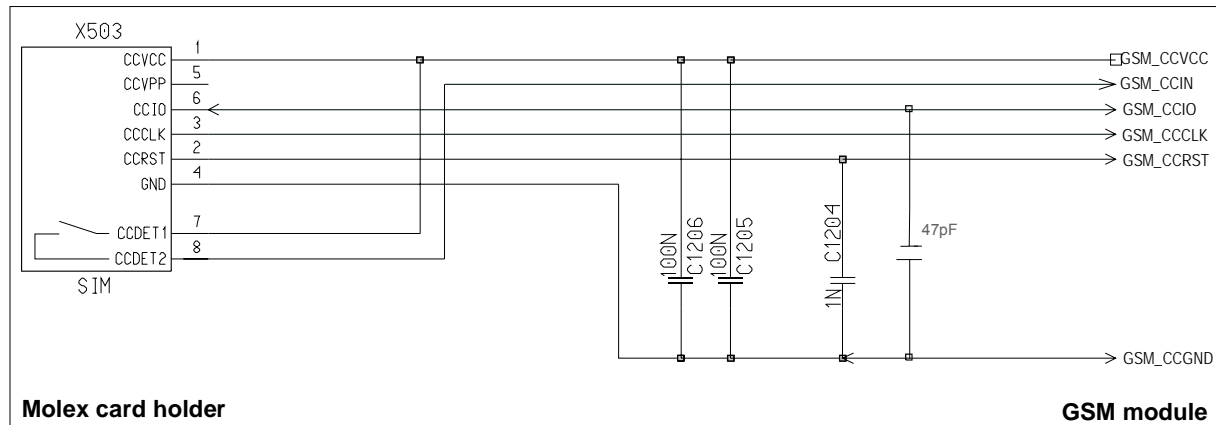 X503
CCVCC 1 GSM_CCVCC
CCVPP 5 GSM_CCIN
CCIO 6 GSM_CCIO
CCCLK 3 GSM_CCCLK
CCRST 2 GSM_CCRST
GND 4
CCDET1 7
CCDET2 8
SIM
100N C1206
100N C1205
1N C1204
47pF
GSM_CCGND
Molex card holder
GSM module